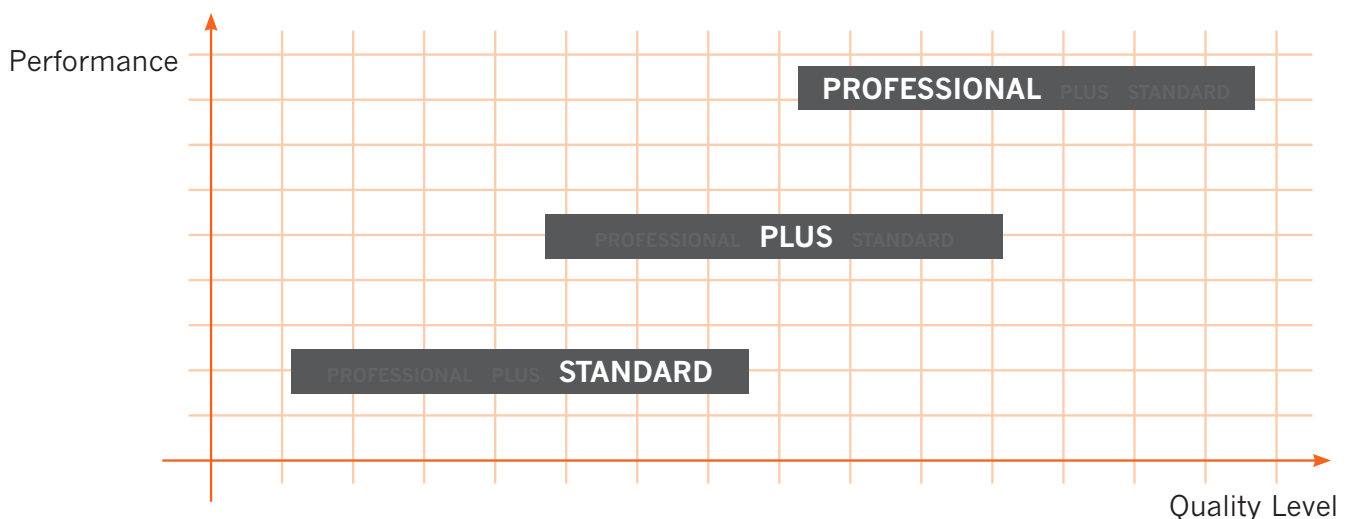 Performance
PROFESSIONAL PLUS STANDARD
PROFESSIONAL PLUS STANDARD
PROFESSIONAL PLUS STANDARD
Quality Level